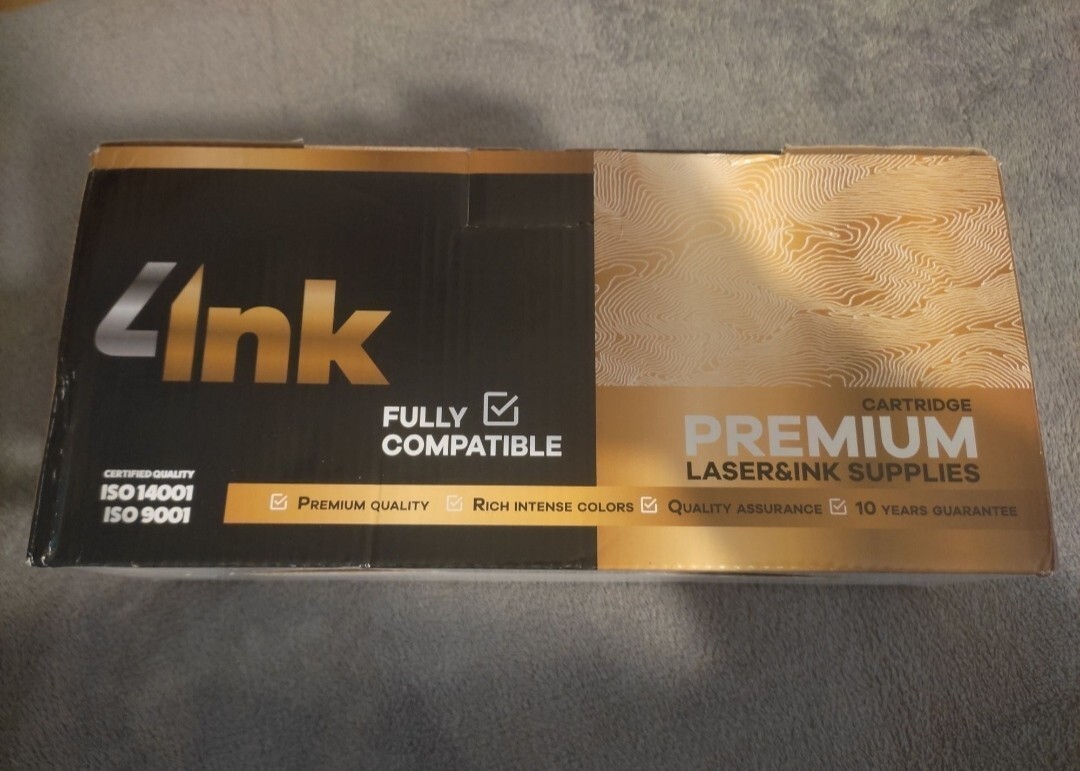 4Ink
FULLY
COMPATIBLE
CERTIFIED QUALITY
ISO 14001
ISO 9001
CARTRIDGE
PREMIUM
LASER&INK SUPPLIES
PREMIUM QUALITY RICH INTENSE COLORS QUALITY ASSURANCE 10 YEARS GUARANTEE